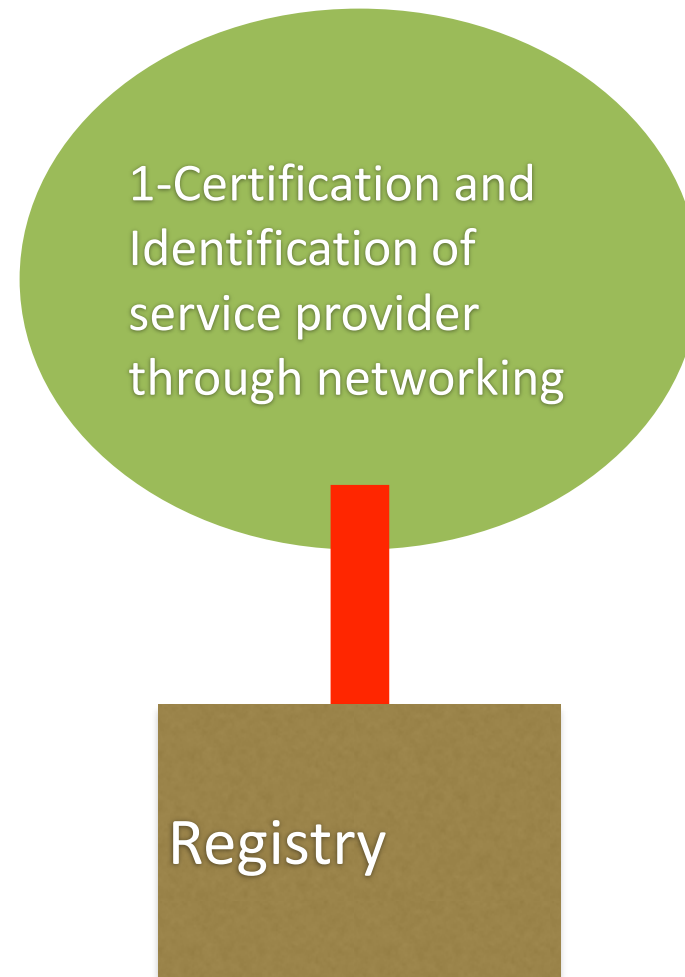 1-Certification and
Identification of
service provider
through networking
Registry